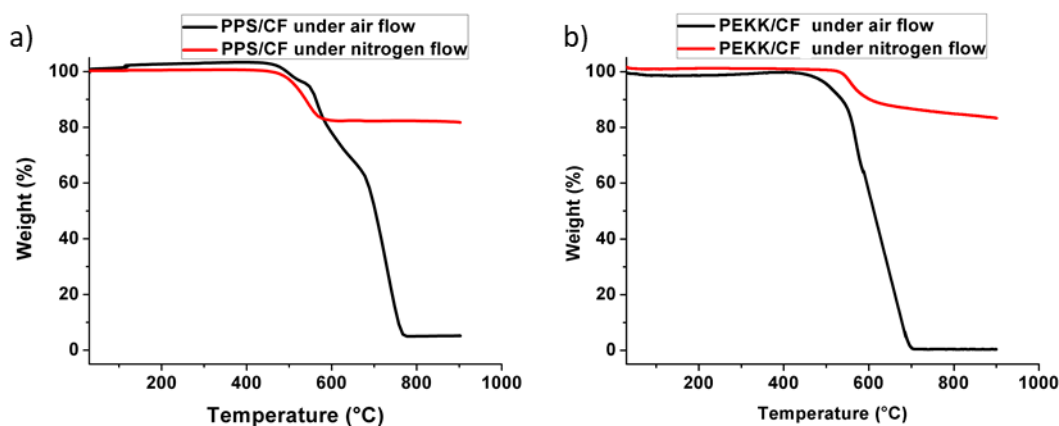 a)
PPS/CF under air flow
PPS/CF under nitrogen flow
100
80
60
40
20
0
Weight (%)
200
400
600
800
1000
Temperature (°C)
b)
PEKK/CF under air flow
PEKK/CF under nitrogen flow
100
80
60
40
20
0
Weight (%)
200
400
600
800
1000
Temperature (°C)